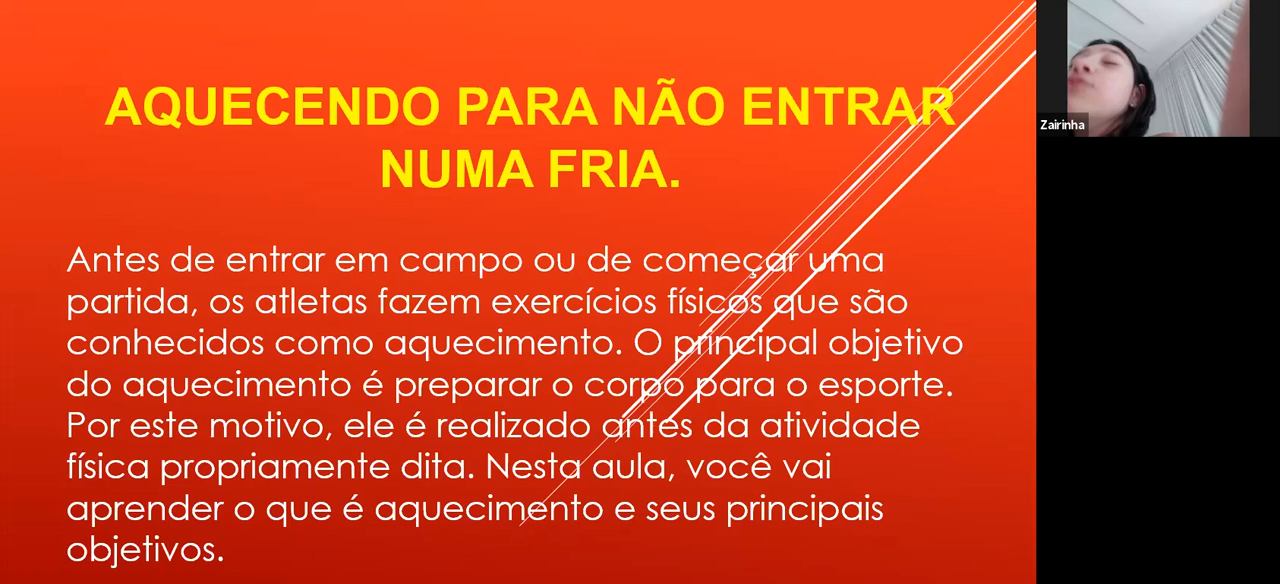 AQUECENDO PARA NÃO ENTRAR
NUMA FRIA.
Antes de entrar em campo ou de começar uma
partida, os atletas fazem exercícios físicos que são
conhecidos como aquecimento. O principal objetivo
do aquecimento é preparar o corpo para o esporte.
Por este motivo, ele é realizado antes da atividade
física propriamente dita. Nesta aula, você vai
aprender o que é aquecimento e seus principais
objetivos.
Zairinha